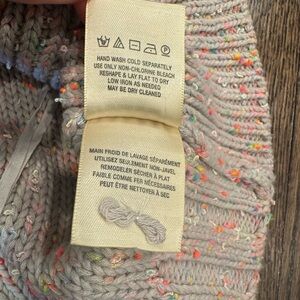 HAND WASH COLD SEPARATELY
USE ONLY NON-CHLORINE BLEACH
RESHAPE & LAY FLAT TO DRY
LOW IRON AS NEEDED
MAY BE DRY CLEANED
MAIN FROID DE LAVAGE SÉPARÉMENT
UTILISEZ SEULEMENT NON-JAVEL
REMODELER SÉCHER À PLAT
FAIBLE COMME FER NÉCESSAIRES
PEUT ÊTRE NETTOYÉ À SEC